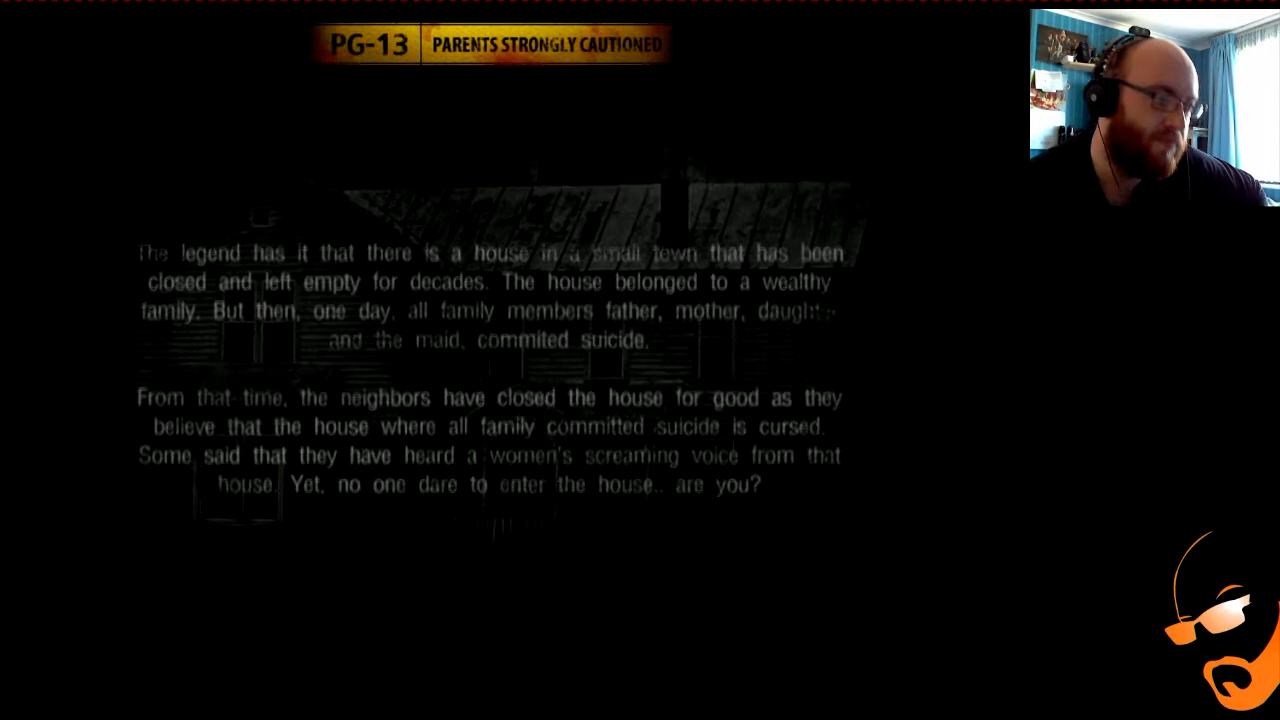 PG-13 PARENTS STRONGLY CAUTIONED
The legend has it that there is a house in a small town that has been
closed and left empty for decades. The house belonged to a wealthy
family. But then, one day, all family members father, mother, daughter
and the maid, commited suicide.
From that time, the neighbors have closed the house for good as they
believe that the house where all family committed suicide is cursed.
Some said that they have heard a women's screaming voice from that
house. Yet, no one dare to enter the house.. are you?